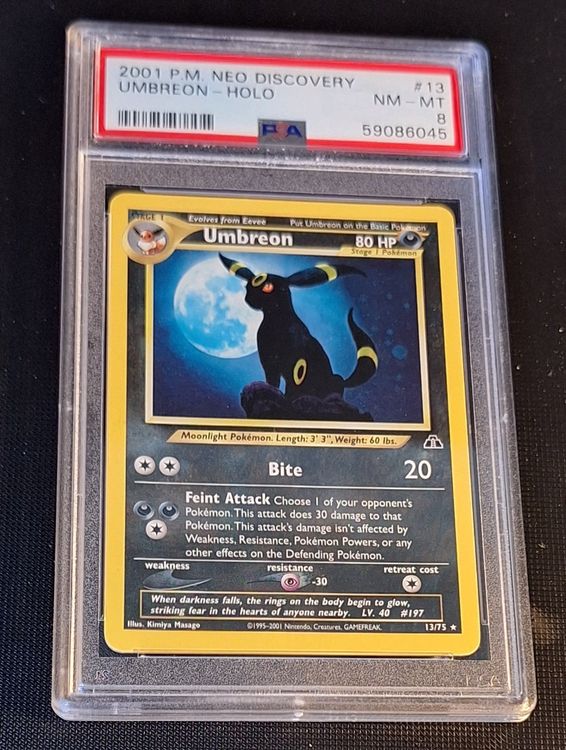 2001 P.M. NEO DISCOVERY #13
UMBREON - HOLO NM - MT
8
PSA 59086045
STAGE 1 Evolves from Eevee Put Umbreon on the Basic Pokémon
Umbreon 80 HP
Stage 1 Pokémon
Moonlight Pokémon. Length: 3' 3", Weight: 60 lbs.
Bite 20
Feint Attack Choose 1 of your opponent's
Pokémon. This attack does 30 damage to that
Pokémon. This attack's damage isn't affected by
Weakness, Resistance, Pokémon Powers, or any
other effects on the Defending Pokémon.
weakness resistance retreat cost
-30
When darkness falls, the rings on the body begin to glow,
striking fear in the hearts of anyone nearby. LV. 40 #197
Illus. Kimiya Masago ©1995-2001 Nintendo, Creatures, GAMEFREAK. 13/75 ★
PSA